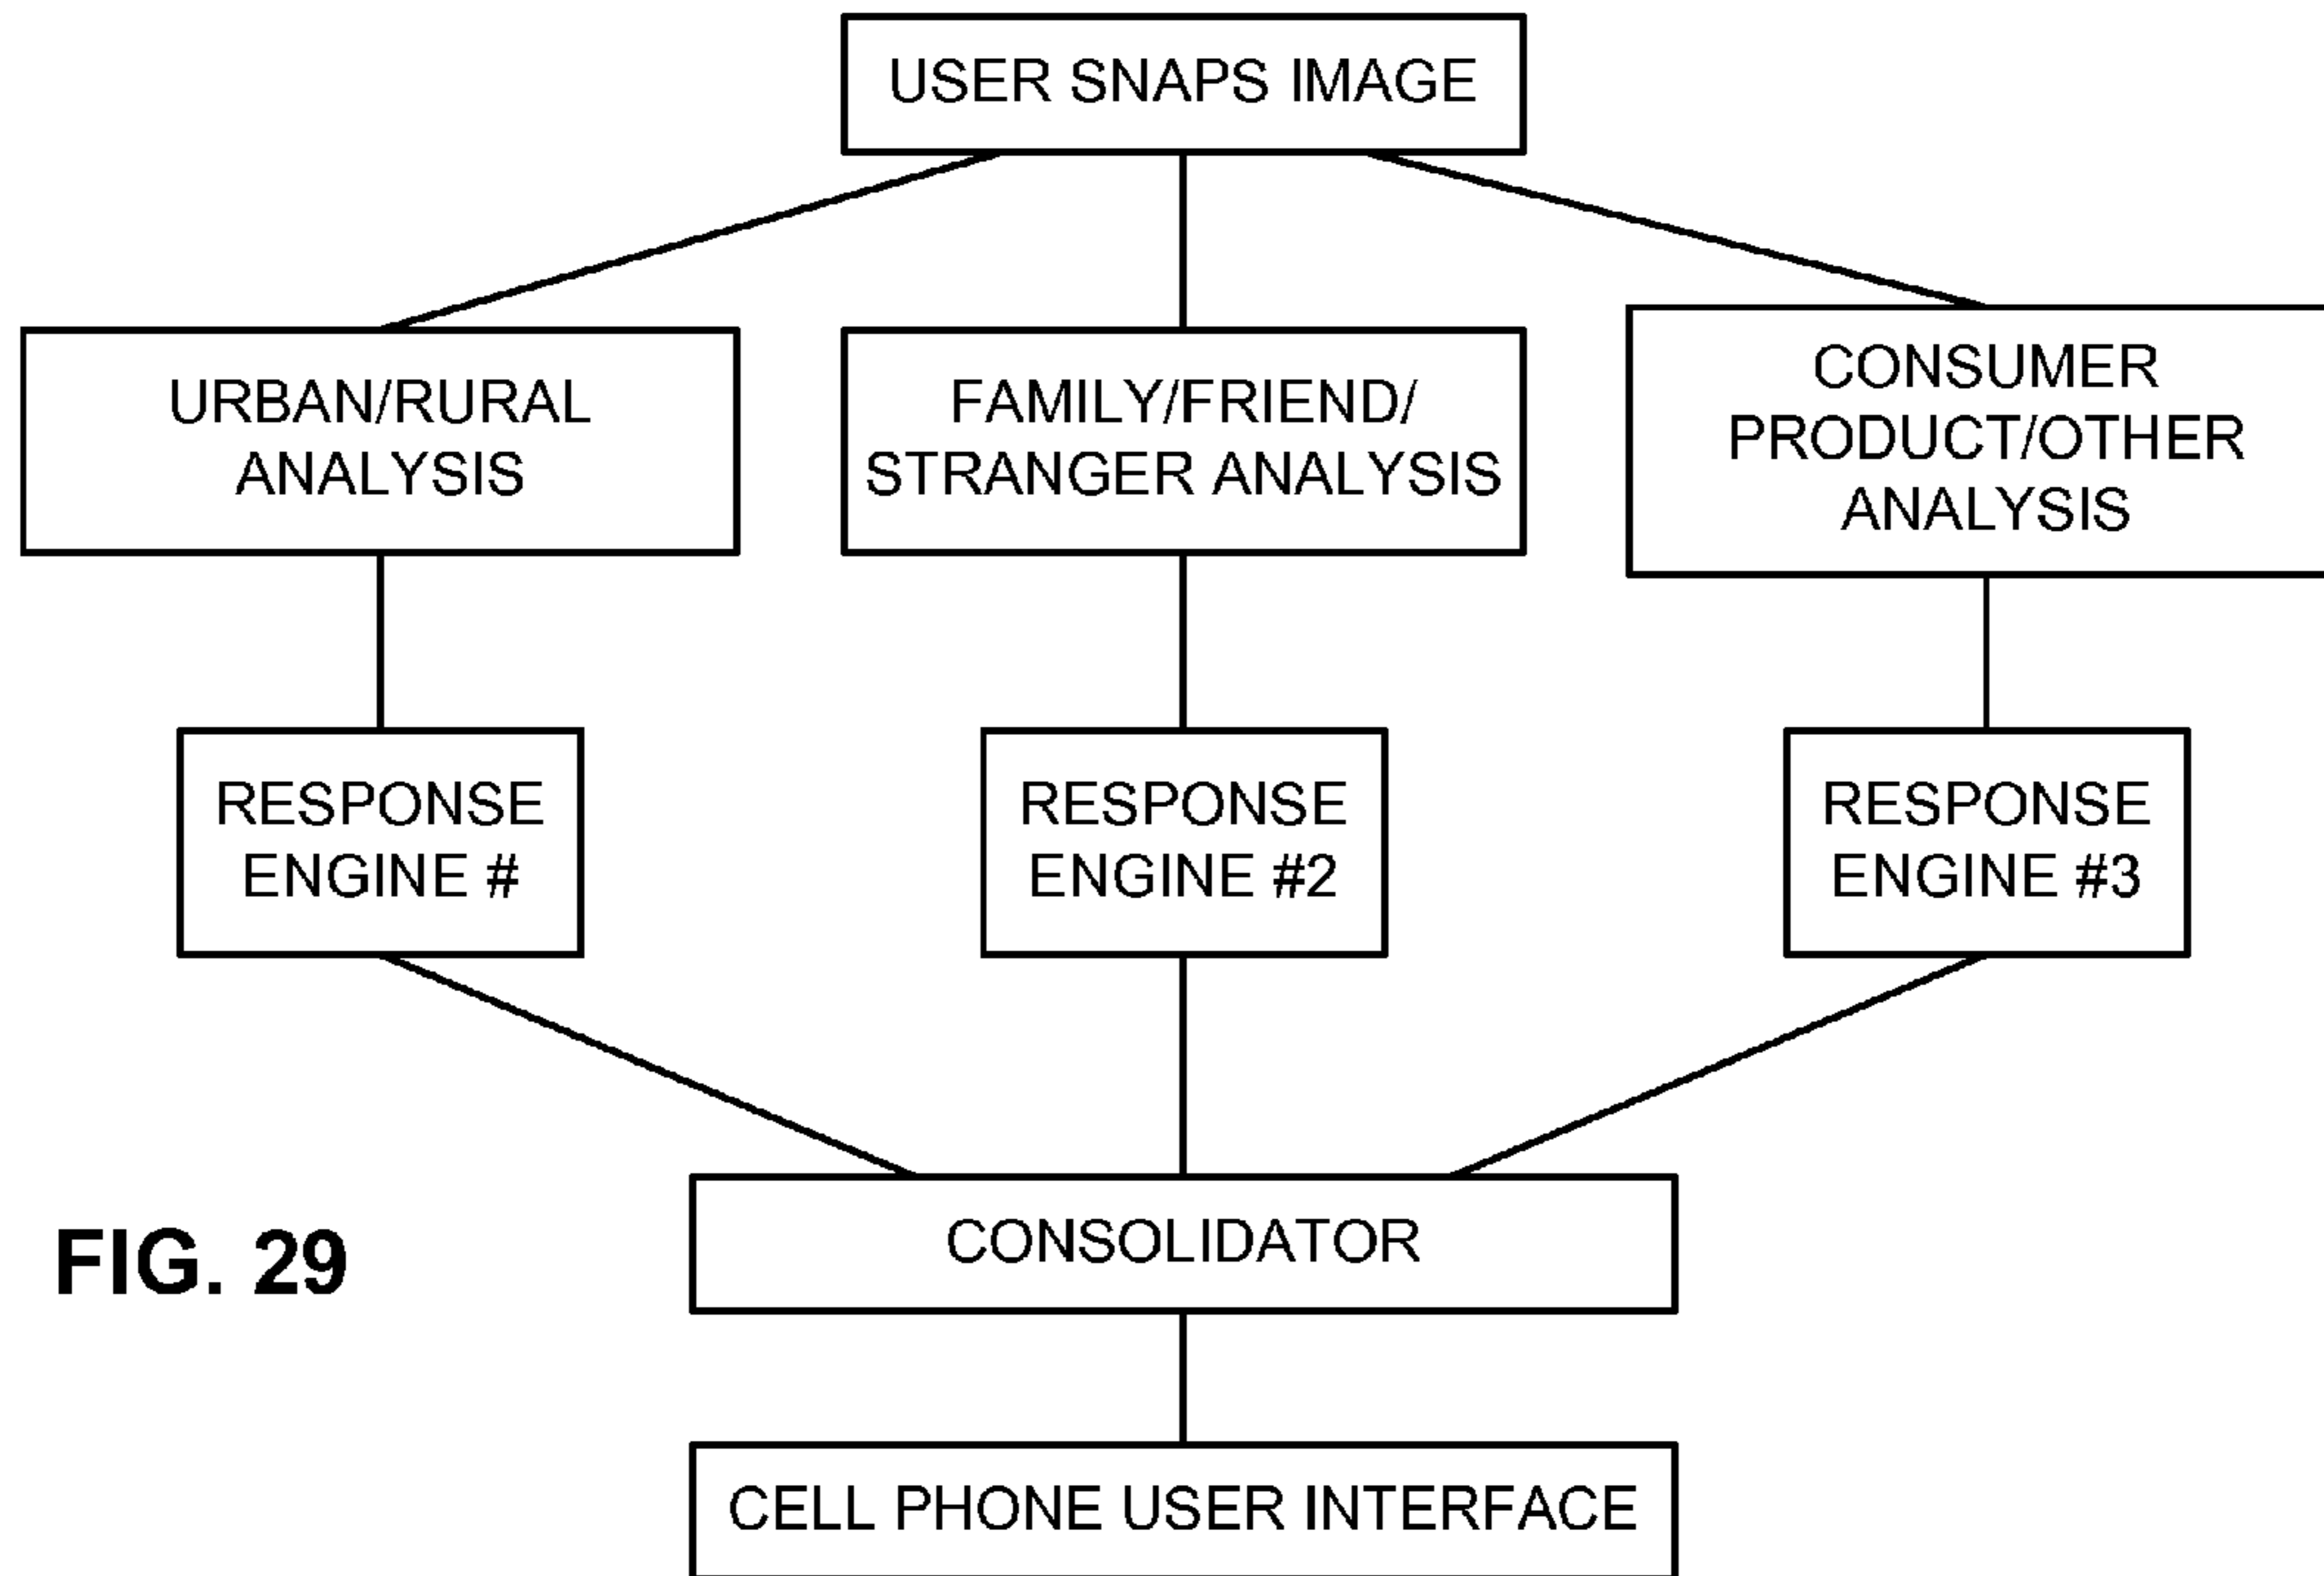 USER SNAPS IMAGE
URBAN/RURAL
ANALYSIS
FAMILY/FRIEND/
STRANGER ANALYSIS
CONSUMER
PRODUCT/OTHER
ANALYSIS
RESPONSE
ENGINE #
RESPONSE
ENGINE #2
RESPONSE
ENGINE #3
CONSOLIDATOR
FIG. 29
CELL PHONE USER INTERFACE